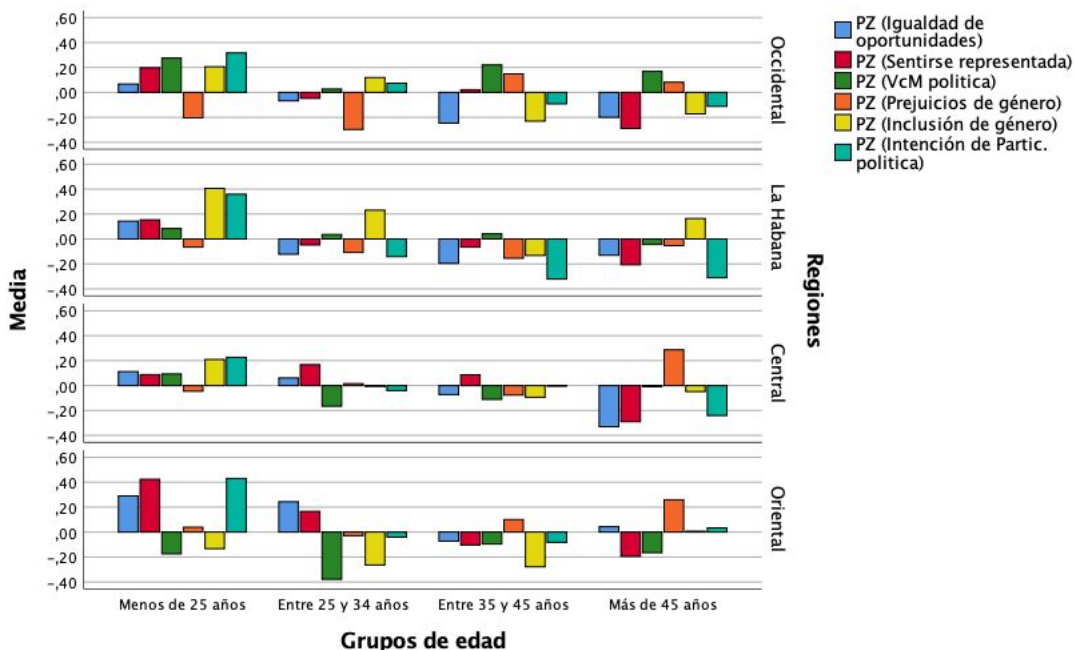 ,60
,40
,20
,00
-,20
-,40
Occidental
,60
,40
,20
,00
-,20
-,40
La Habana
,60
,40
,20
,00
-,20
-,40
Central
,60
,40
,20
,00
-,20
-,40
Oriental
Media
Regiones
Menos de 25 años
Entre 25 y 34 años
Entre 35 y 45 años
Más de 45 años
Grupos de edad
PZ (Igualdad de
oportunidades)
PZ (Sentirse representada)
PZ (VcM politica)
PZ (Prejuicios de género)
PZ (Inclusión de género)
PZ (Intención de Partic.
politica)